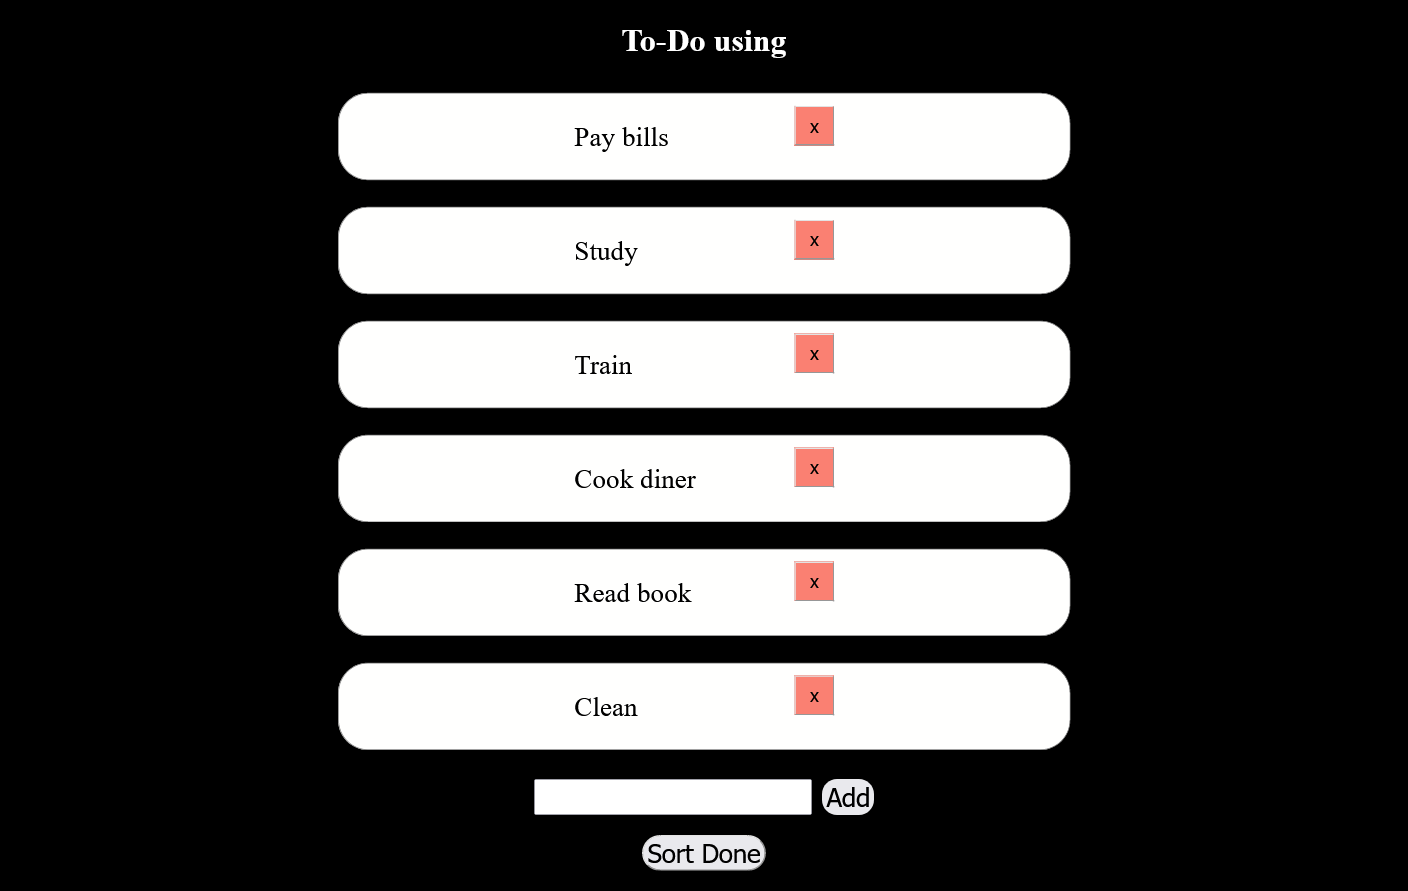 To-Do using
Pay bills
x
Study
x
Train
x
Cook diner
x
Read book
x
Clean
x
Add
Sort Done